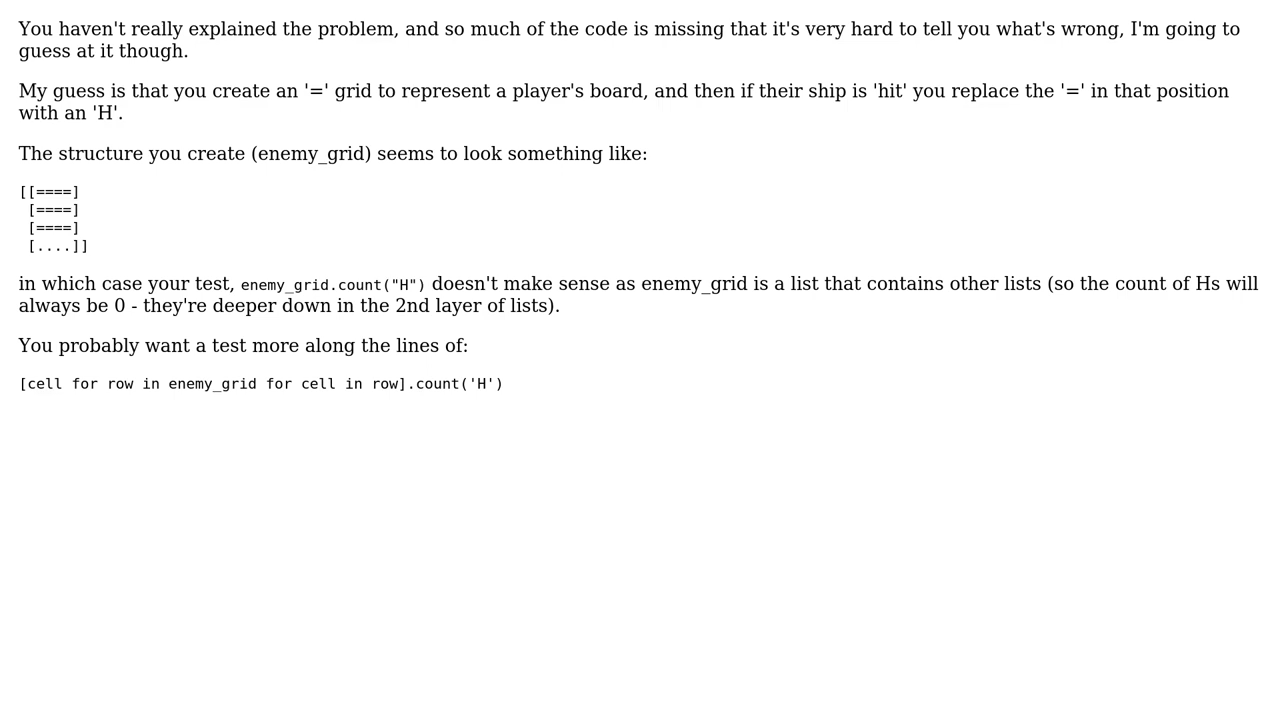 You haven't really explained the problem, and so much of the code is missing that it's very hard to tell you what's wrong, I'm going to
guess at it though.
My guess is that you create an '=' grid to represent a player's board, and then if their ship is 'hit' you replace the '=' in that position
with an 'H'.
The structure you create (enemy_grid) seems to look something like:
[[====]
 [====]
 [====]
 [....]]
in which case your test, enemy_grid.count("H") doesn't make sense as enemy_grid is a list that contains other lists (so the count of Hs will
always be 0 - they're deeper down in the 2nd layer of lists).
You probably want a test more along the lines of:
[cell for row in enemy_grid for cell in row].count('H')